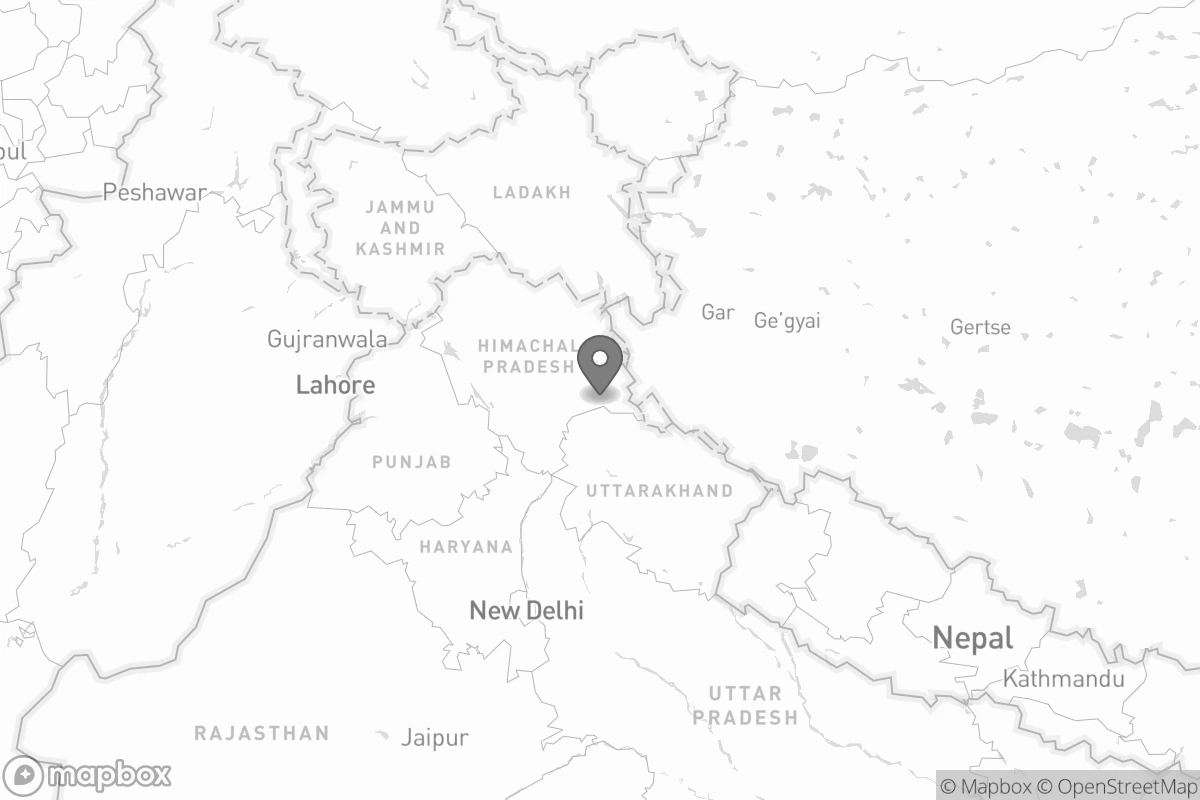 oul
Peshawar
LADAKH
JAMMU
AND
KASHMIR
Gar
Ge'gyai
Gertse
Gujranwala
HIMACHAL
PRADESH
Lahore
PUNJAB
UTTARAKHAND
HARYANA
New Delhi
Nepal
Kathmandu
UTTAR
PRADESH
RAJASTHAN
Jaipur
mapbox
© Mapbox © OpenStreetMap